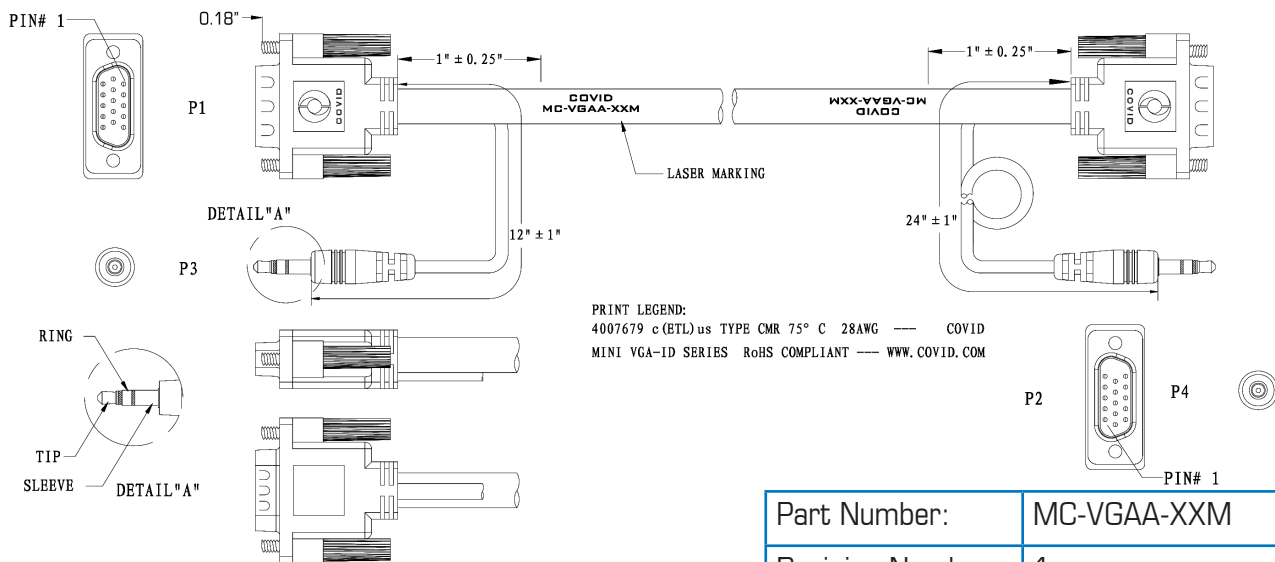 PIN# 1
0.18"
1" ± 0.25"
1" ± 0.25"
P1
COVID
COVID
MC-VGAA-XXM
COVID
MC-VGAA-XXM
COVID
LASER MARKING
DETAIL"A"
12" ± 1"
24" ± 1"
P3
PRINT LEGEND:
4007679 c(ETL)us TYPE CMR 75° C 28AWG --- COVID
MINI VGA-ID SERIES RoHS COMPLIANT --- WWW.COVID.COM
RING
TIP
SLEEVE
DETAIL"A"
P2
P4
PIN# 1
Part Number: MC-VGAA-XXM